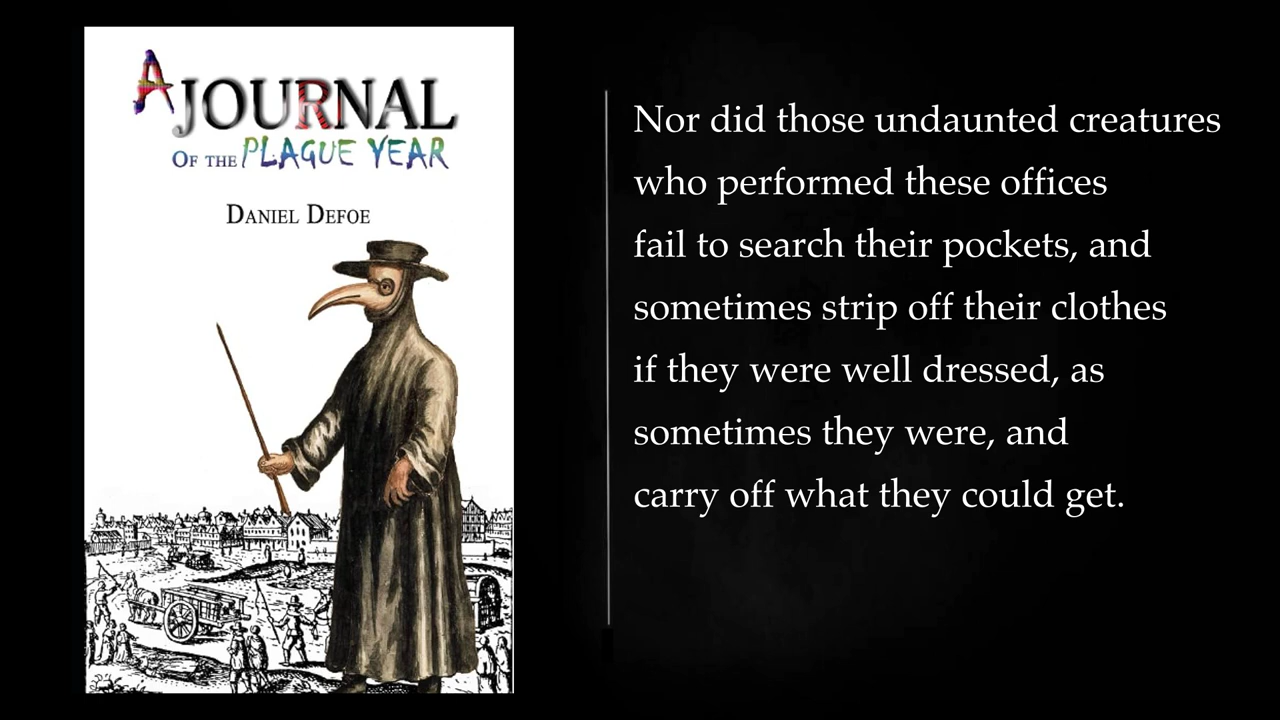 A JOURNAL
OF THE PLAGUE YEAR
DANIEL DEFOE
Nor did those undaunted creatures
who performed these offices
fail to search their pockets, and
sometimes strip off their clothes
if they were well dressed, as
sometimes they were, and
carry off what they could get.